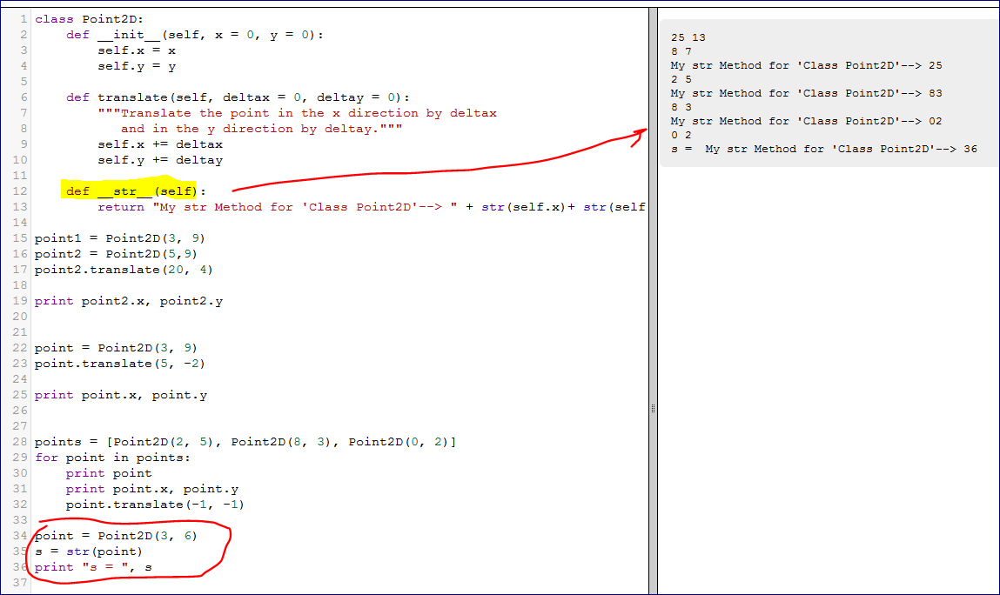 1 class Point2D:
2     def __init__(self, x = 0, y = 0):
3         self.x = x
4         self.y = y
5
6     def translate(self, deltax = 0, deltay = 0):
7         """Translate the point in the x direction by deltax
8            and in the y direction by deltay."""
9         self.x += deltax
10         self.y += deltay
11
12     def __str__(self):
13         return "My str Method for 'Class Point2D'--> " + str(self.x)+ str(self
14
15 point1 = Point2D(3, 9)
16 point2 = Point2D(5,9)
17 point2.translate(20, 4)
18
19 print point2.x, point2.y
20
21
22 point = Point2D(3, 9)
23 point.translate(5, -2)
24
25 print point.x, point.y
26
27
28 points = [Point2D(2, 5), Point2D(8, 3), Point2D(0, 2)]
29 for point in points:
30     print point
31     print point.x, point.y
32     point.translate(-1, -1)
33
34 point = Point2D(3, 6)
35 s = str(point)
36 print "s = ", s
37
25 13
8 7
My str Method for 'Class Point2D'--> 25
2 5
My str Method for 'Class Point2D'--> 83
8 3
My str Method for 'Class Point2D'--> 02
0 2
s =  My str Method for 'Class Point2D'--> 36